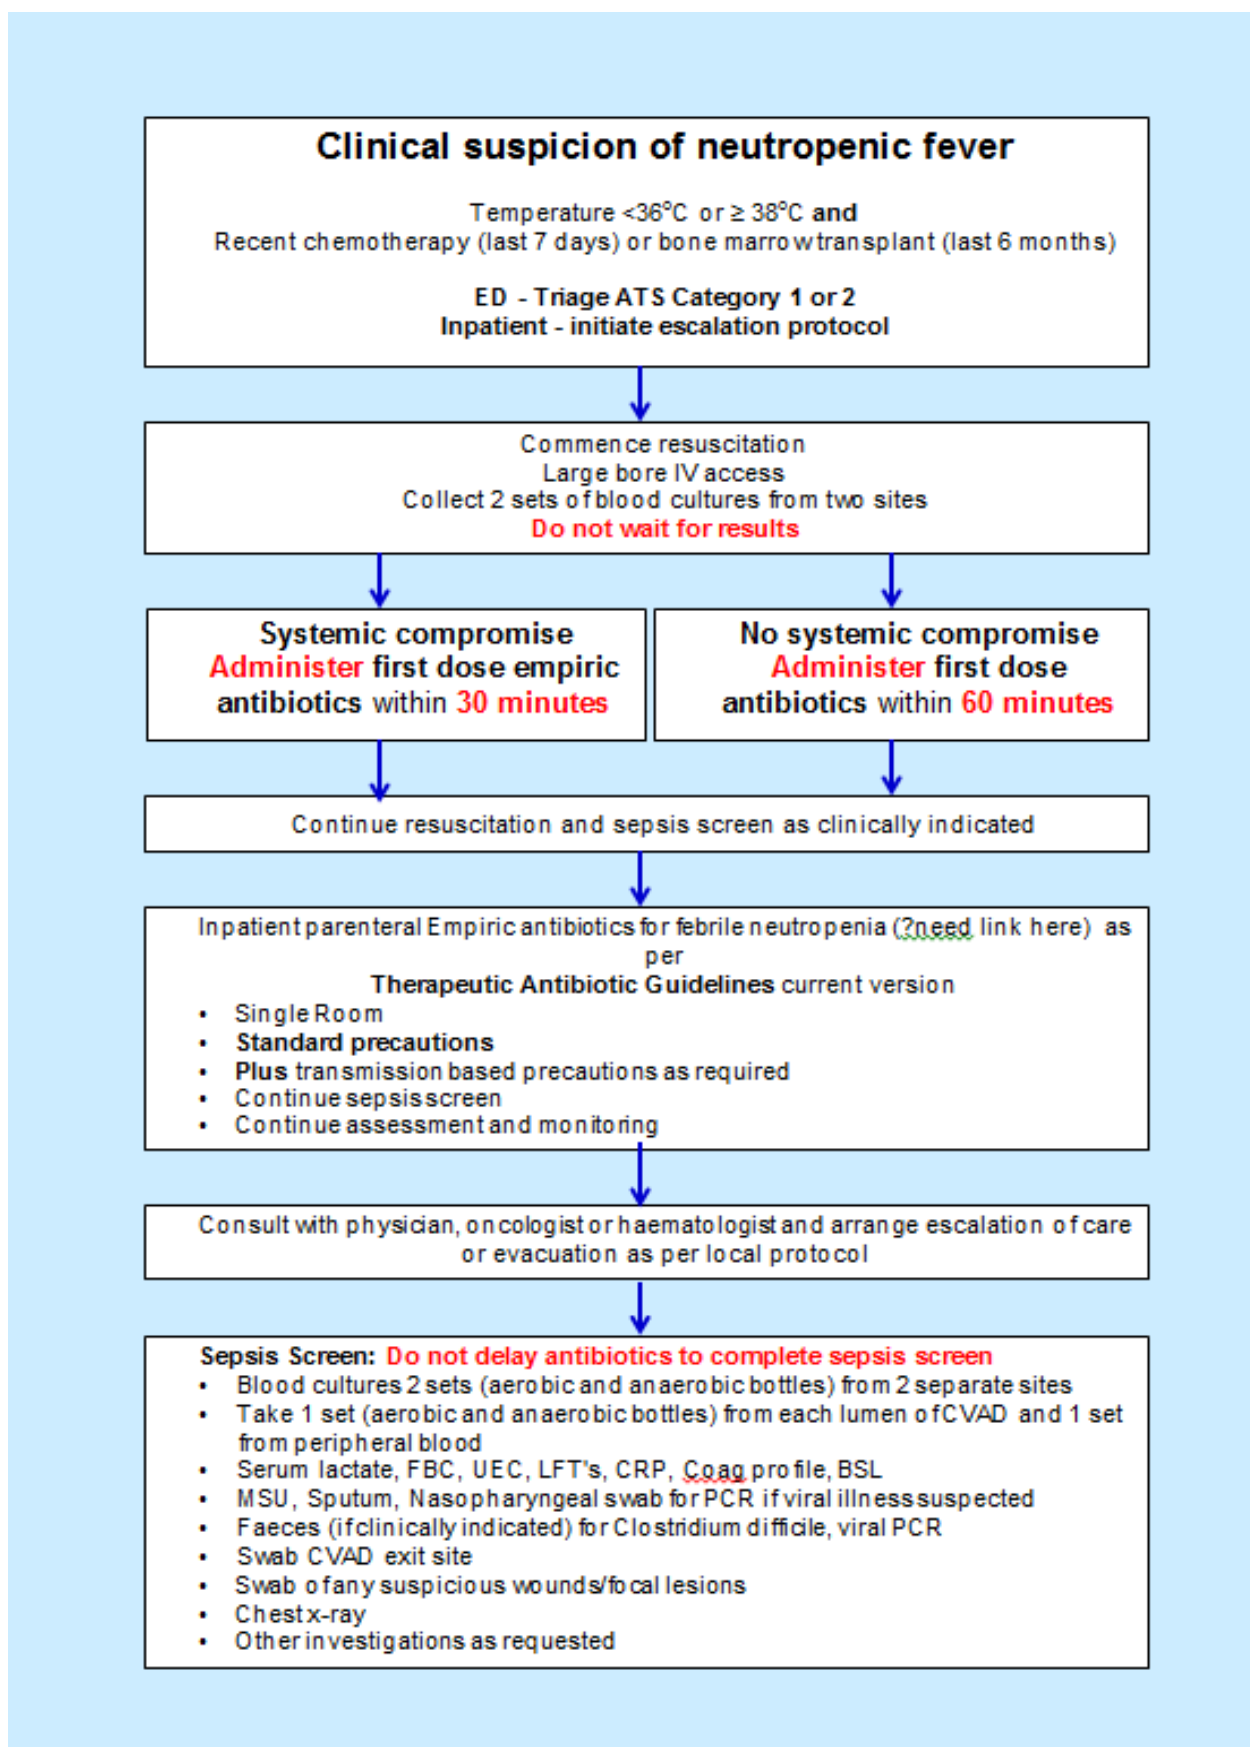 Clinical suspicion of neutropenic fever
Temperature <36°C or ≥ 38°C and
Recent chemotherapy (last 7 days) or bone marrow transplant (last 6 months)
ED - Triage ATS Category 1 or 2
Inpatient - initiate escalation protocol
Commence resuscitation
Large bore IV access
Collect 2 sets of blood cultures from two sites
Do not wait for results
Systemic compromise
Administer first dose empiric
antibiotics within 30 minutes
No systemic compromise
Administer first dose
antibiotics within 60 minutes
Continue resuscitation and sepsis screen as clinically indicated
Inpatient parenteral Empiric antibiotics for febrile neutropenia (?need link here) as
per
Therapeutic Antibiotic Guidelines current version
• Single Room
• Standard precautions
• Plus transmission based precautions as required
• Continue sepsis screen
• Continue assessment and monitoring
Consult with physician, oncologist or haematologist and arrange escalation of care
or evacuation as per local protocol
Sepsis Screen: Do not delay antibiotics to complete sepsis screen
• Blood cultures 2 sets (aerobic and anaerobic bottles) from 2 separate sites
• Take 1 set (aerobic and anaerobic bottles) from each lumen of CVAD and 1 set
from peripheral blood
• Serum lactate, FBC, UEC, LFT's, CRP, Coag profile, BSL
• MSU, Sputum, Nasopharyngeal swab for PCR if viral illness suspected
• Faeces (if clinically indicated) for Clostridium difficile, viral PCR
• Swab CVAD exit site
• Swab of any suspicious wounds/focal lesions
• Chest x-ray
• Other investigations as requested